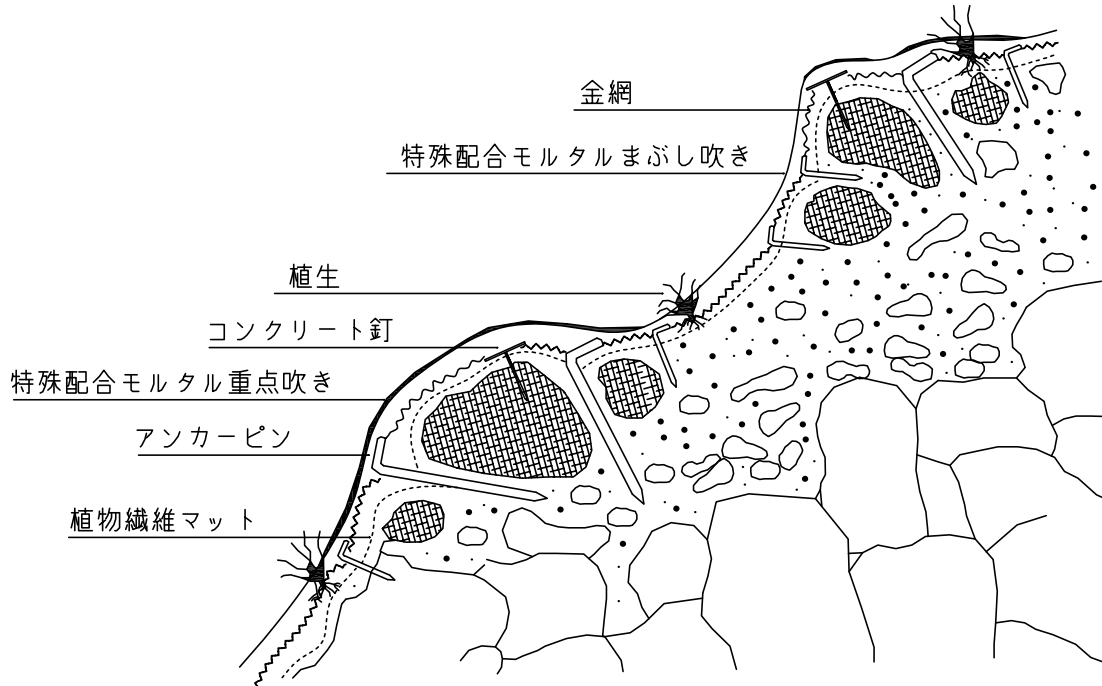 金網
特殊配合モルタルまぶし吹き
植生
コンクリート釘
特殊配合モルタル重点吹き
アンカーピン
植物繊維マット